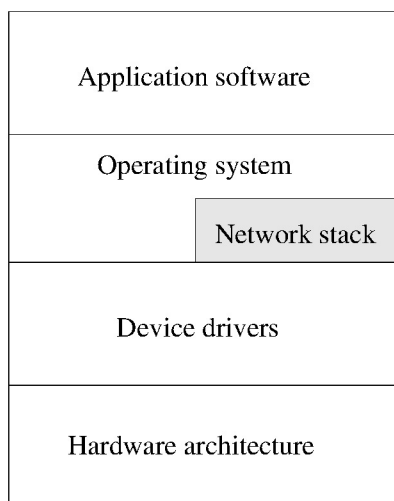 Application software
Operating system
Network stack
Device drivers
Hardware architecture